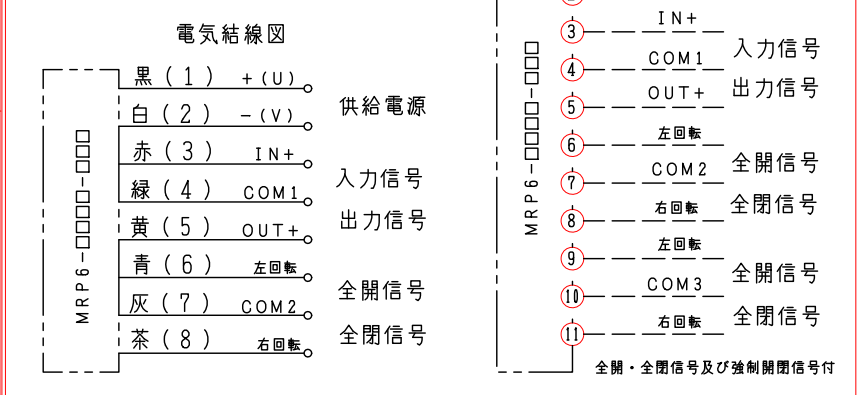 電気結線図
黒(1) +(U)
供給電源
白(2) -(V)
赤(3) IN+
入力信号
緑(4) COM1
出力信号
黄(5) OUT+
青(6) 左回転
全開信号
灰(7) COM2
全閉信号
茶(8) 右回転
MRP6-□□□□-□□□
3 IN+
入力信号
4 COM1
出力信号
5 OUT+
6 左回転
全開信号
7 COM2
全閉信号
8 右回転
9 左回転
全開信号
10 COM3
全閉信号
11 右回転
MRP6-□□□□-□□□
全開・全閉信号及び強制開閉信号付